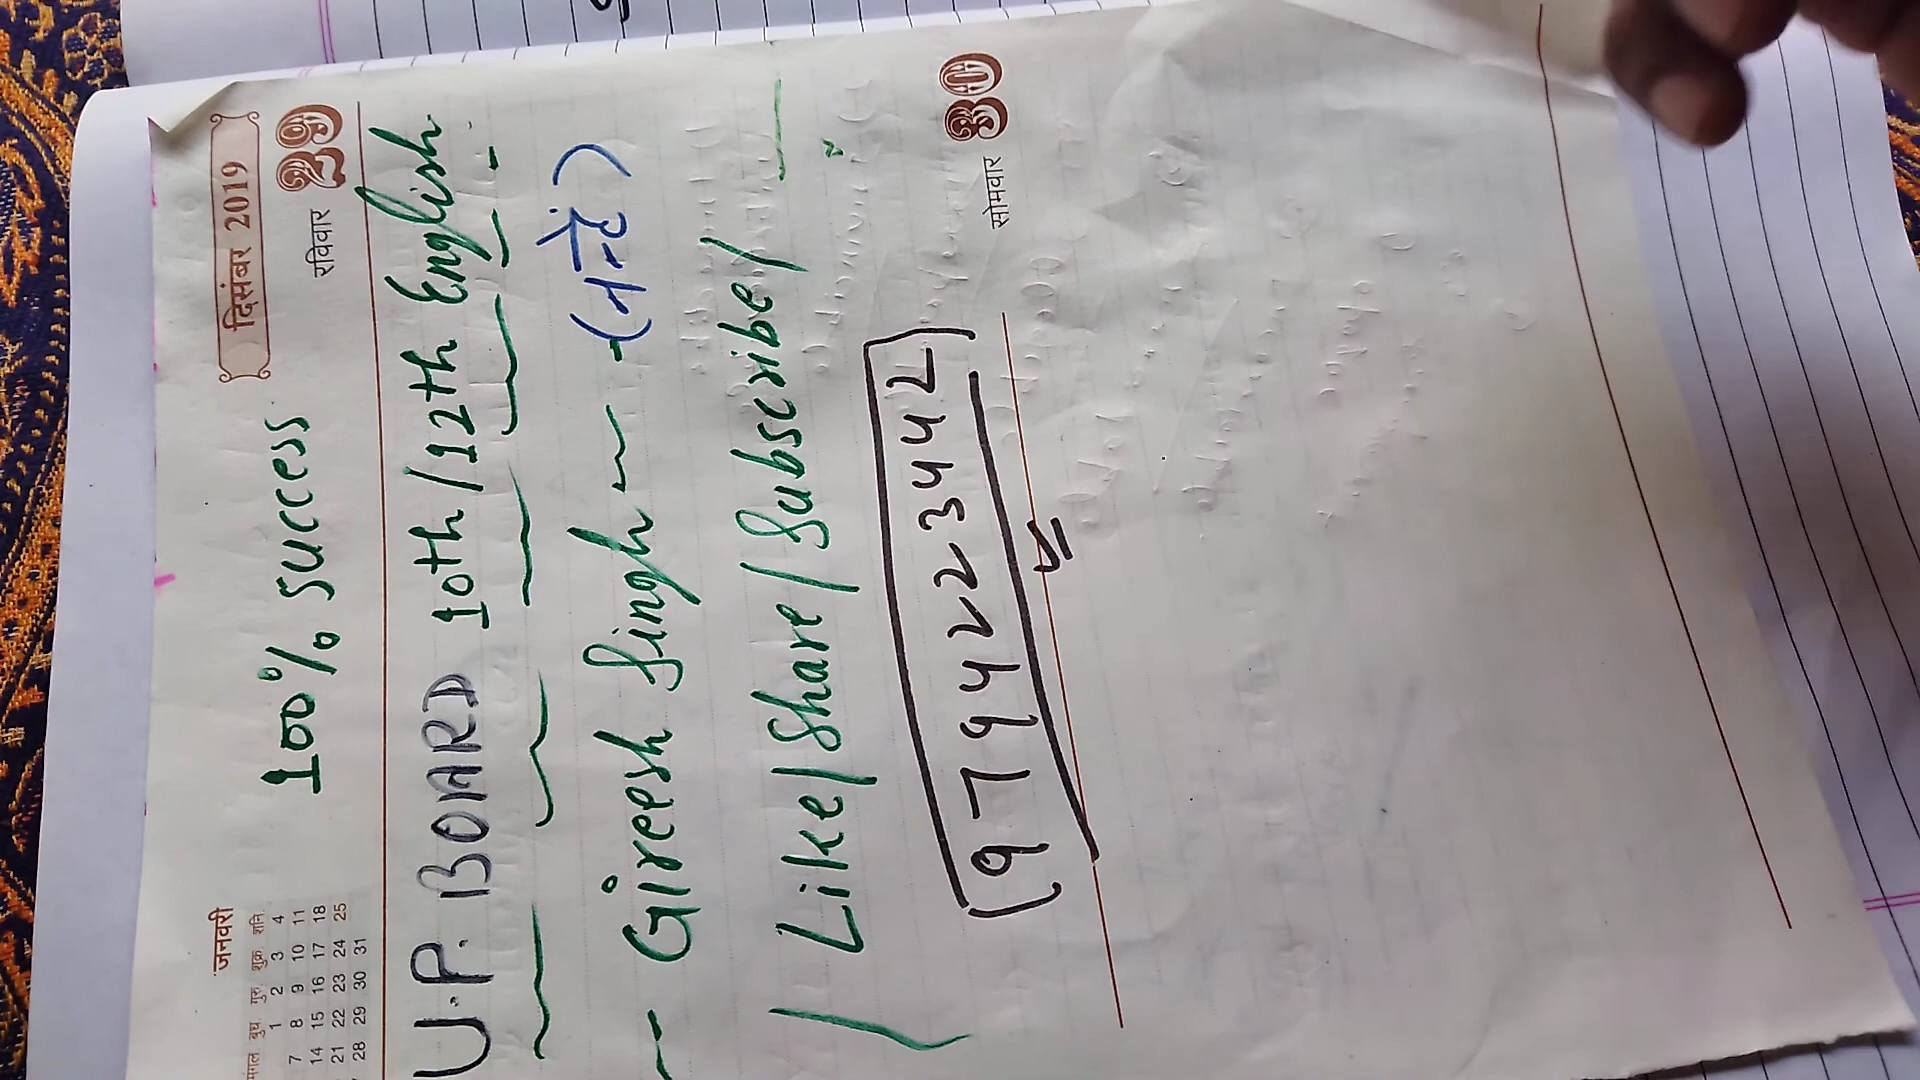 जनवरी
दिसंबर 2019
मंगल बुध. गुरु. शुक्र शनि.
1 2 3 4
7 8 9 10 11
14 15 16 17 18
21 22 23 24 25
28 29 30 31
रविवार 29
100% success
U.P. BOARD 10th/12th English
Gireesh Singh
(नन्हें)
/Like/Share/Subscribe/
सोमवार 30
(9794223442)